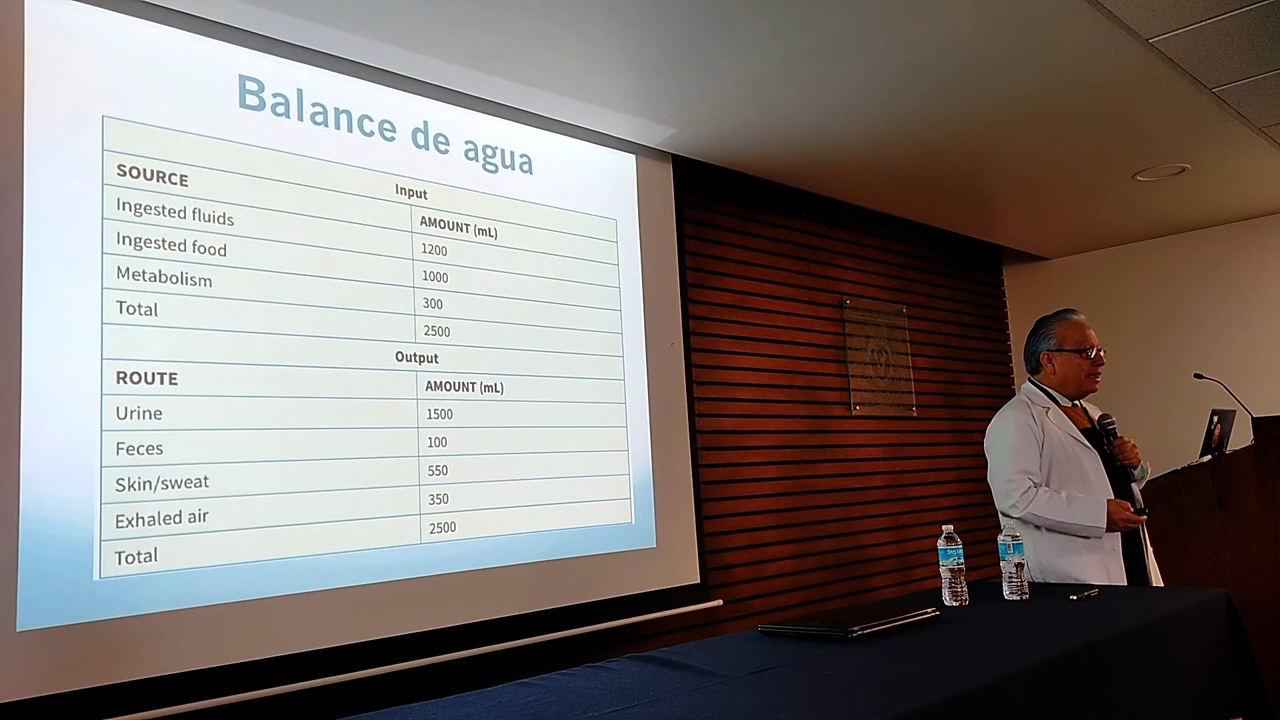 Balance de agua
Input
SOURCE AMOUNT (mL)
Ingested fluids 1200
Ingested food 1000
Metabolism 300
Total 2500
Output
ROUTE AMOUNT (mL)
Urine 1500
Feces 100
Skin/sweat 550
Exhaled air 350
Total 2500